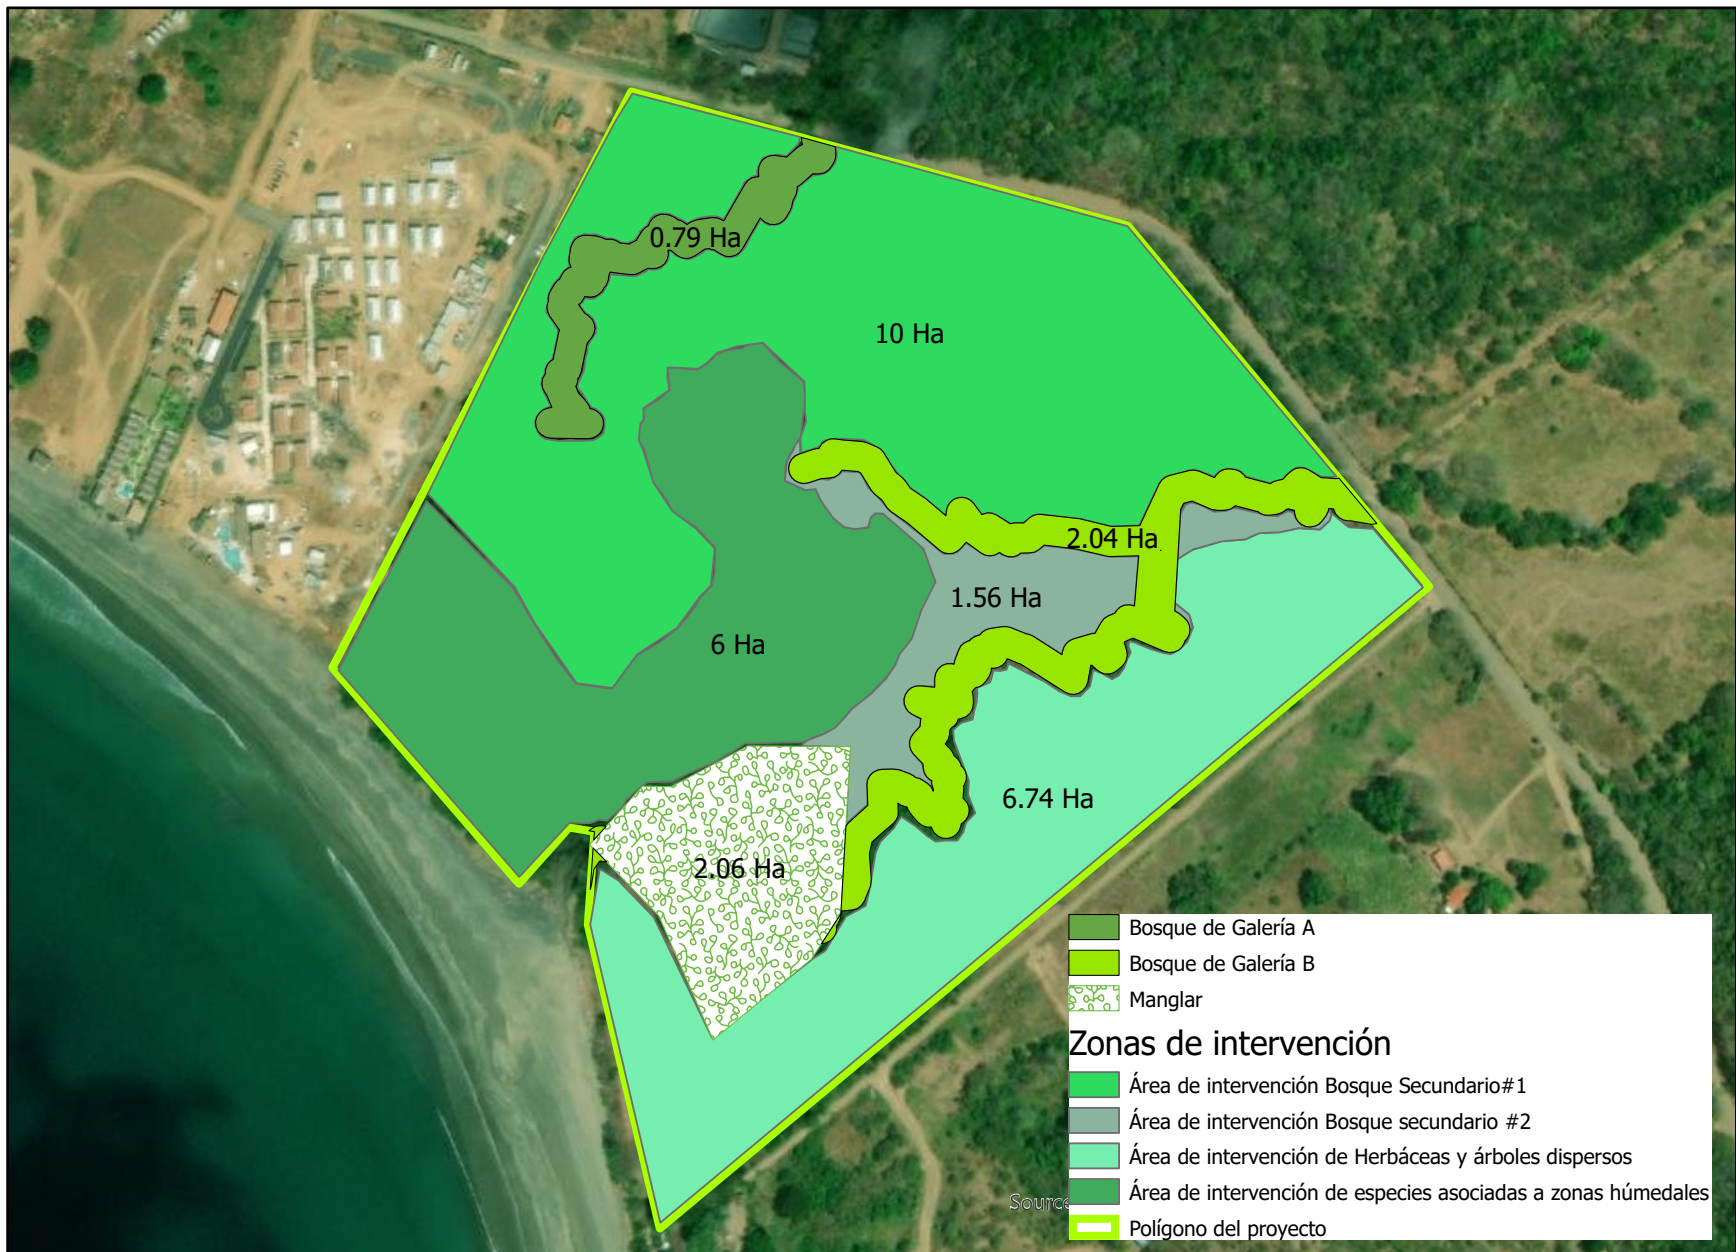 0.79 Ha
10 Ha
2.04 Ha
1.56 Ha
6 Ha
6.74 Ha
2.06 Ha
Bosque de Galería A
Bosque de Galería B
Manglar
Zonas de intervención
Área de intervención Bosque Secundario#1
Área de intervención Bosque secundario #2
Área de intervención de Herbáceas y árboles dispersos
Área de intervención de especies asociadas a zonas húmedales
Polígono del proyecto